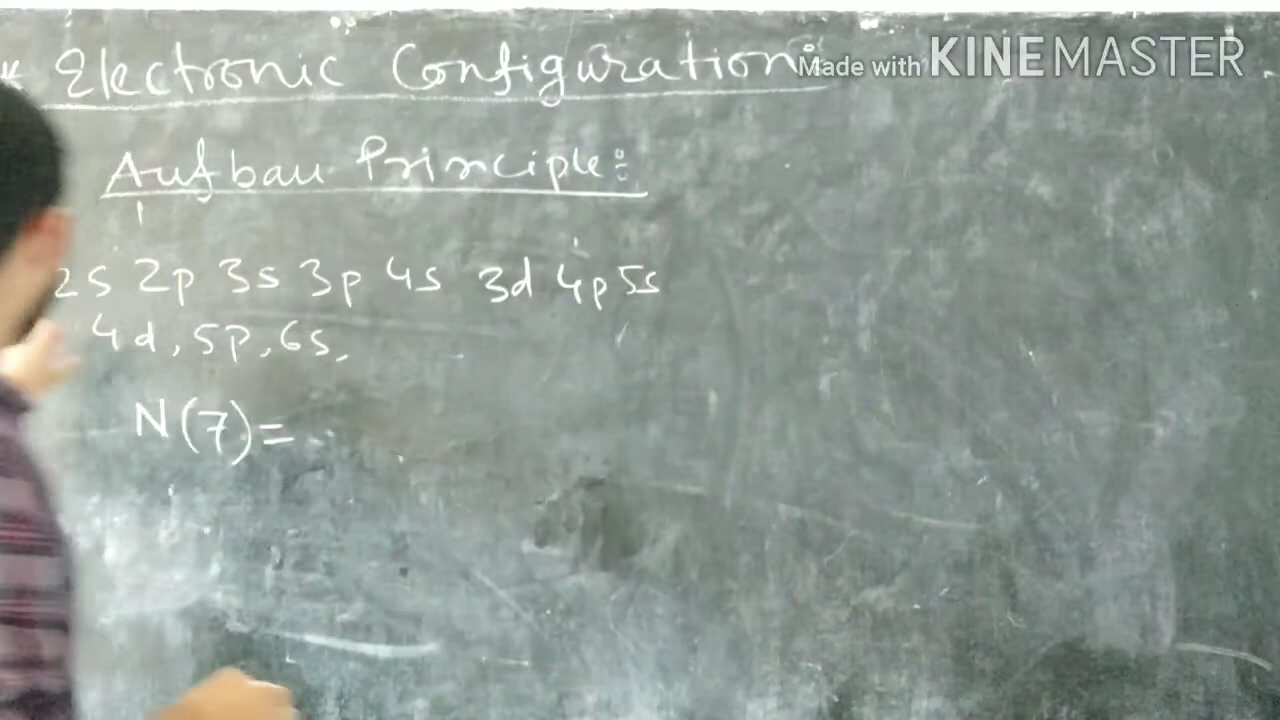 Electronic Configuration:
Made with KINEMASTER
Aufbau Principle:
2s 2p 3s 3p 4s 3d 4p 5s
4d, 5p, 6s,
N(7)=